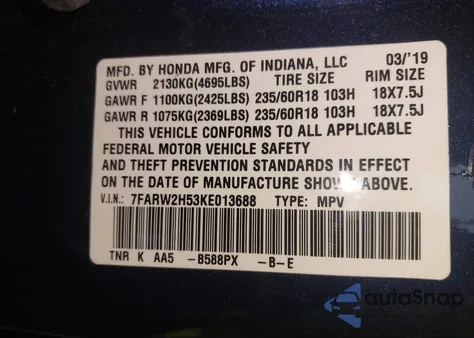 MFD. BY HONDA MFG. OF INDIANA, LLC 03/'19
GVWR 2130KG(4695LBS) TIRE SIZE RIM SIZE
GAWR F 1100KG(2425LBS) 235/60R18 103H 18X7.5J
GAWR R 1075KG(2369LBS) 235/60R18 103H 18X7.5J
THIS VEHICLE CONFORMS TO ALL APPLICABLE
FEDERAL MOTOR VEHICLE SAFETY
AND THEFT PREVENTION STANDARDS IN EFFECT
ON THE DATE OF MANUFACTURE SHOWN ABOVE.
V.I.N.: 7FARW2H53KE013688 TYPE: MPV
TNR K AA5 -B588PX -B-E
autoSnap